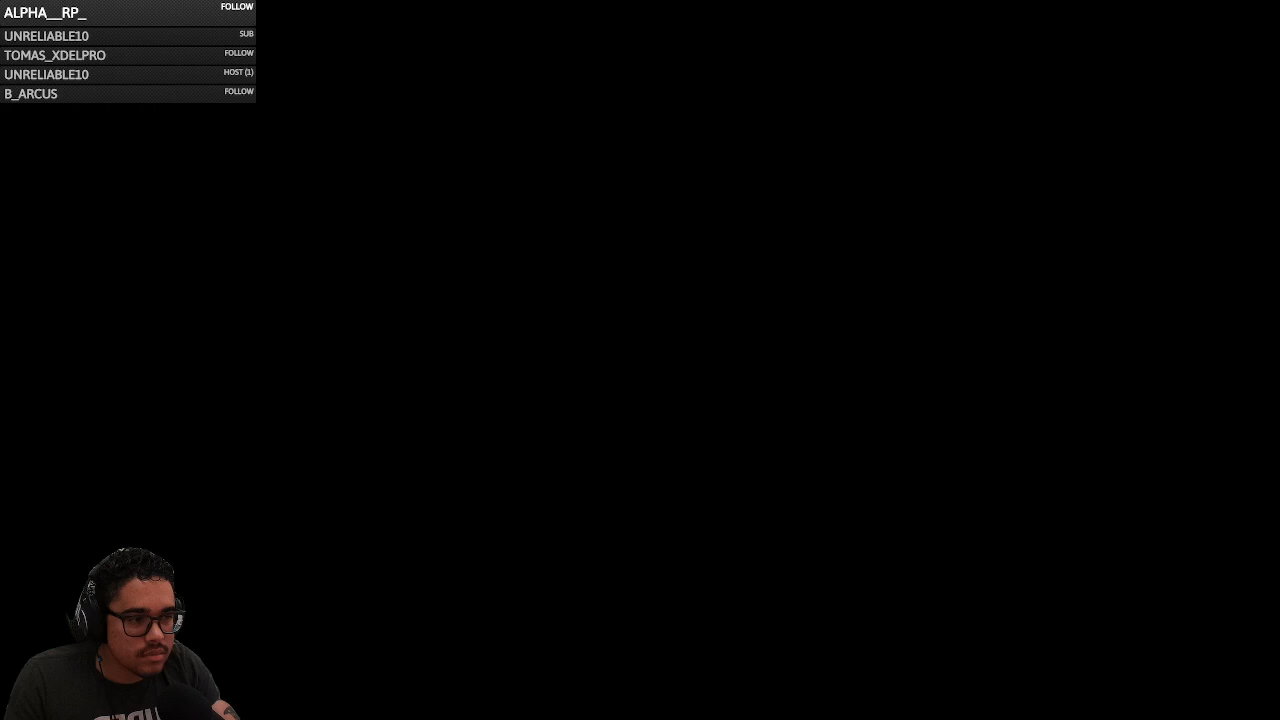 ALPHA__RP_ FOLLOW
UNRELIABLE10 SUB
TOMAS_XDELPRO FOLLOW
UNRELIABLE10 HOST (1)
B_ARCUS FOLLOW